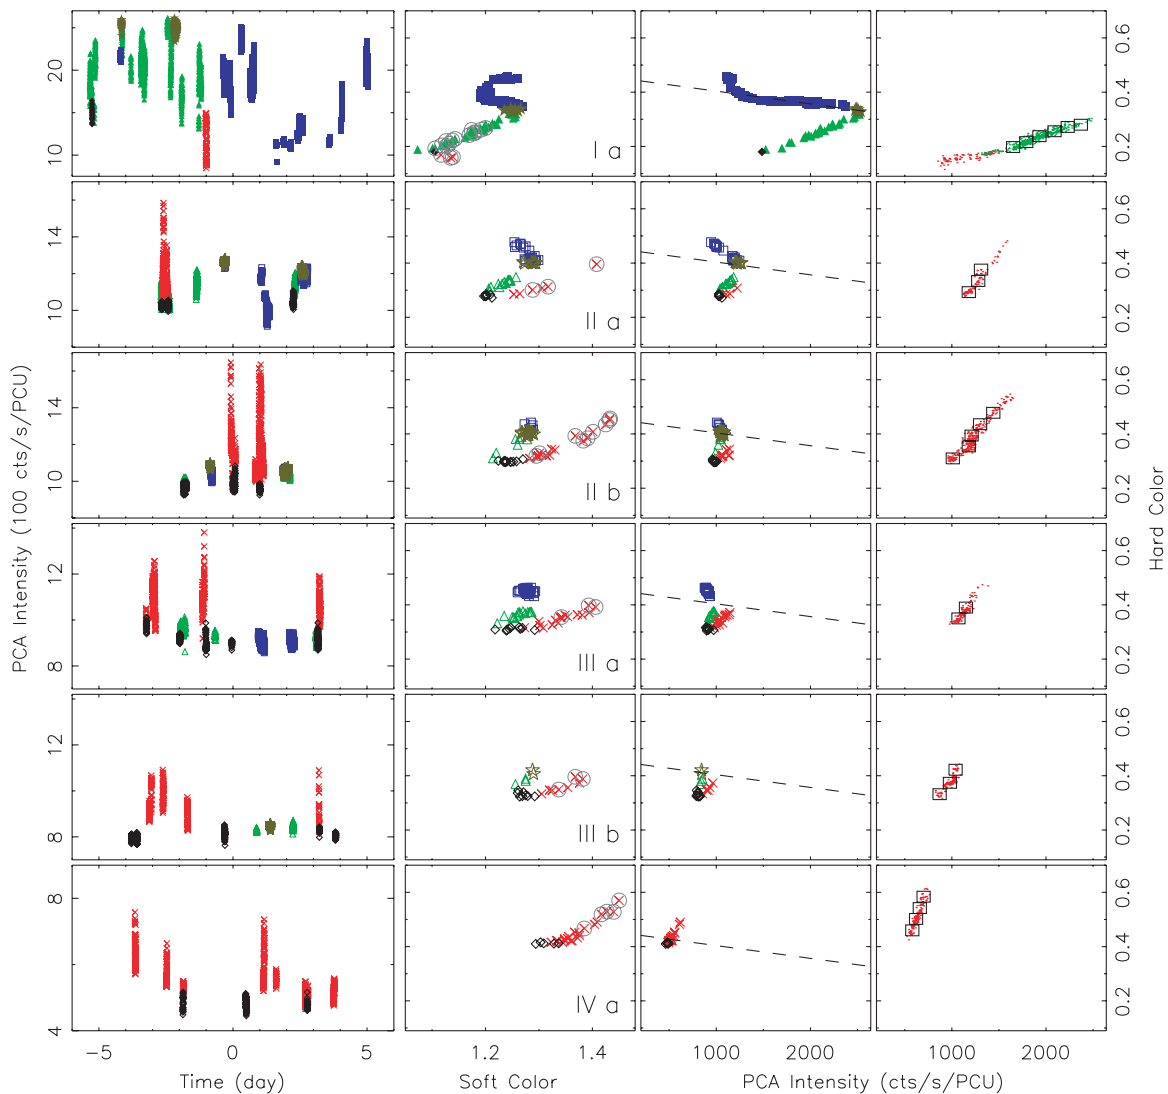 20
10
I a
0.6
0.4
0.2
14
10
II a
0.6
0.4
0.2
14
10
II b
0.6
0.4
0.2
12
8
III a
0.6
0.4
0.2
12
8
III b
0.6
0.4
0.2
8
4
IV a
0.6
0.4
0.2
PCA Intensity (100 cts/s/PCU)
Hard Color
−5 0 5
1.2 1.4
1000 2000
1000 2000
Time (day)
Soft Color
PCA Intensity (cts/s/PCU)